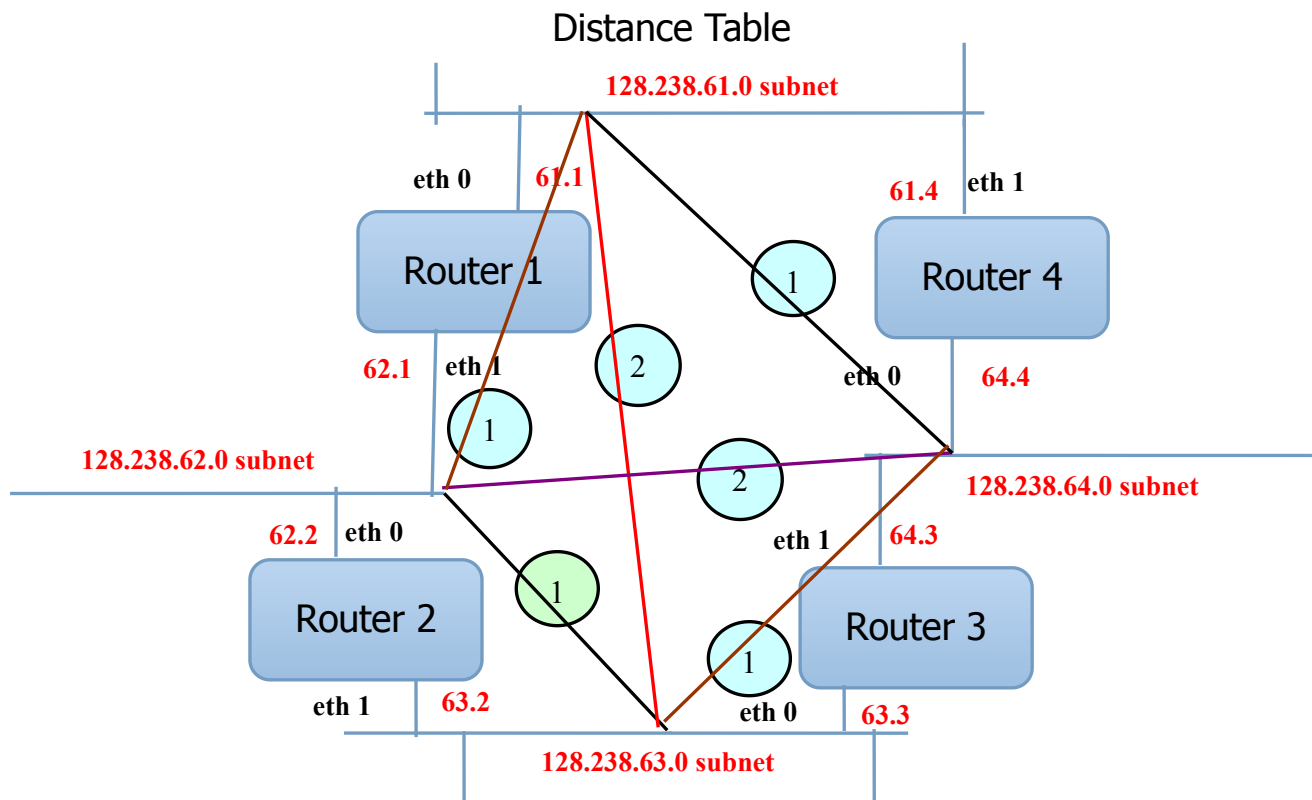 Distance Table
128.238.61.0 subnet
eth 0
61.1
61.4
eth 1
Router 1
1
Router 4
62.1
eth 1
2
eth 0
64.4
1
128.238.62.0 subnet
2
128.238.64.0 subnet
62.2
eth 0
eth 1
64.3
1
Router 2
Router 3
1
eth 1
63.2
eth 0
63.3
128.238.63.0 subnet